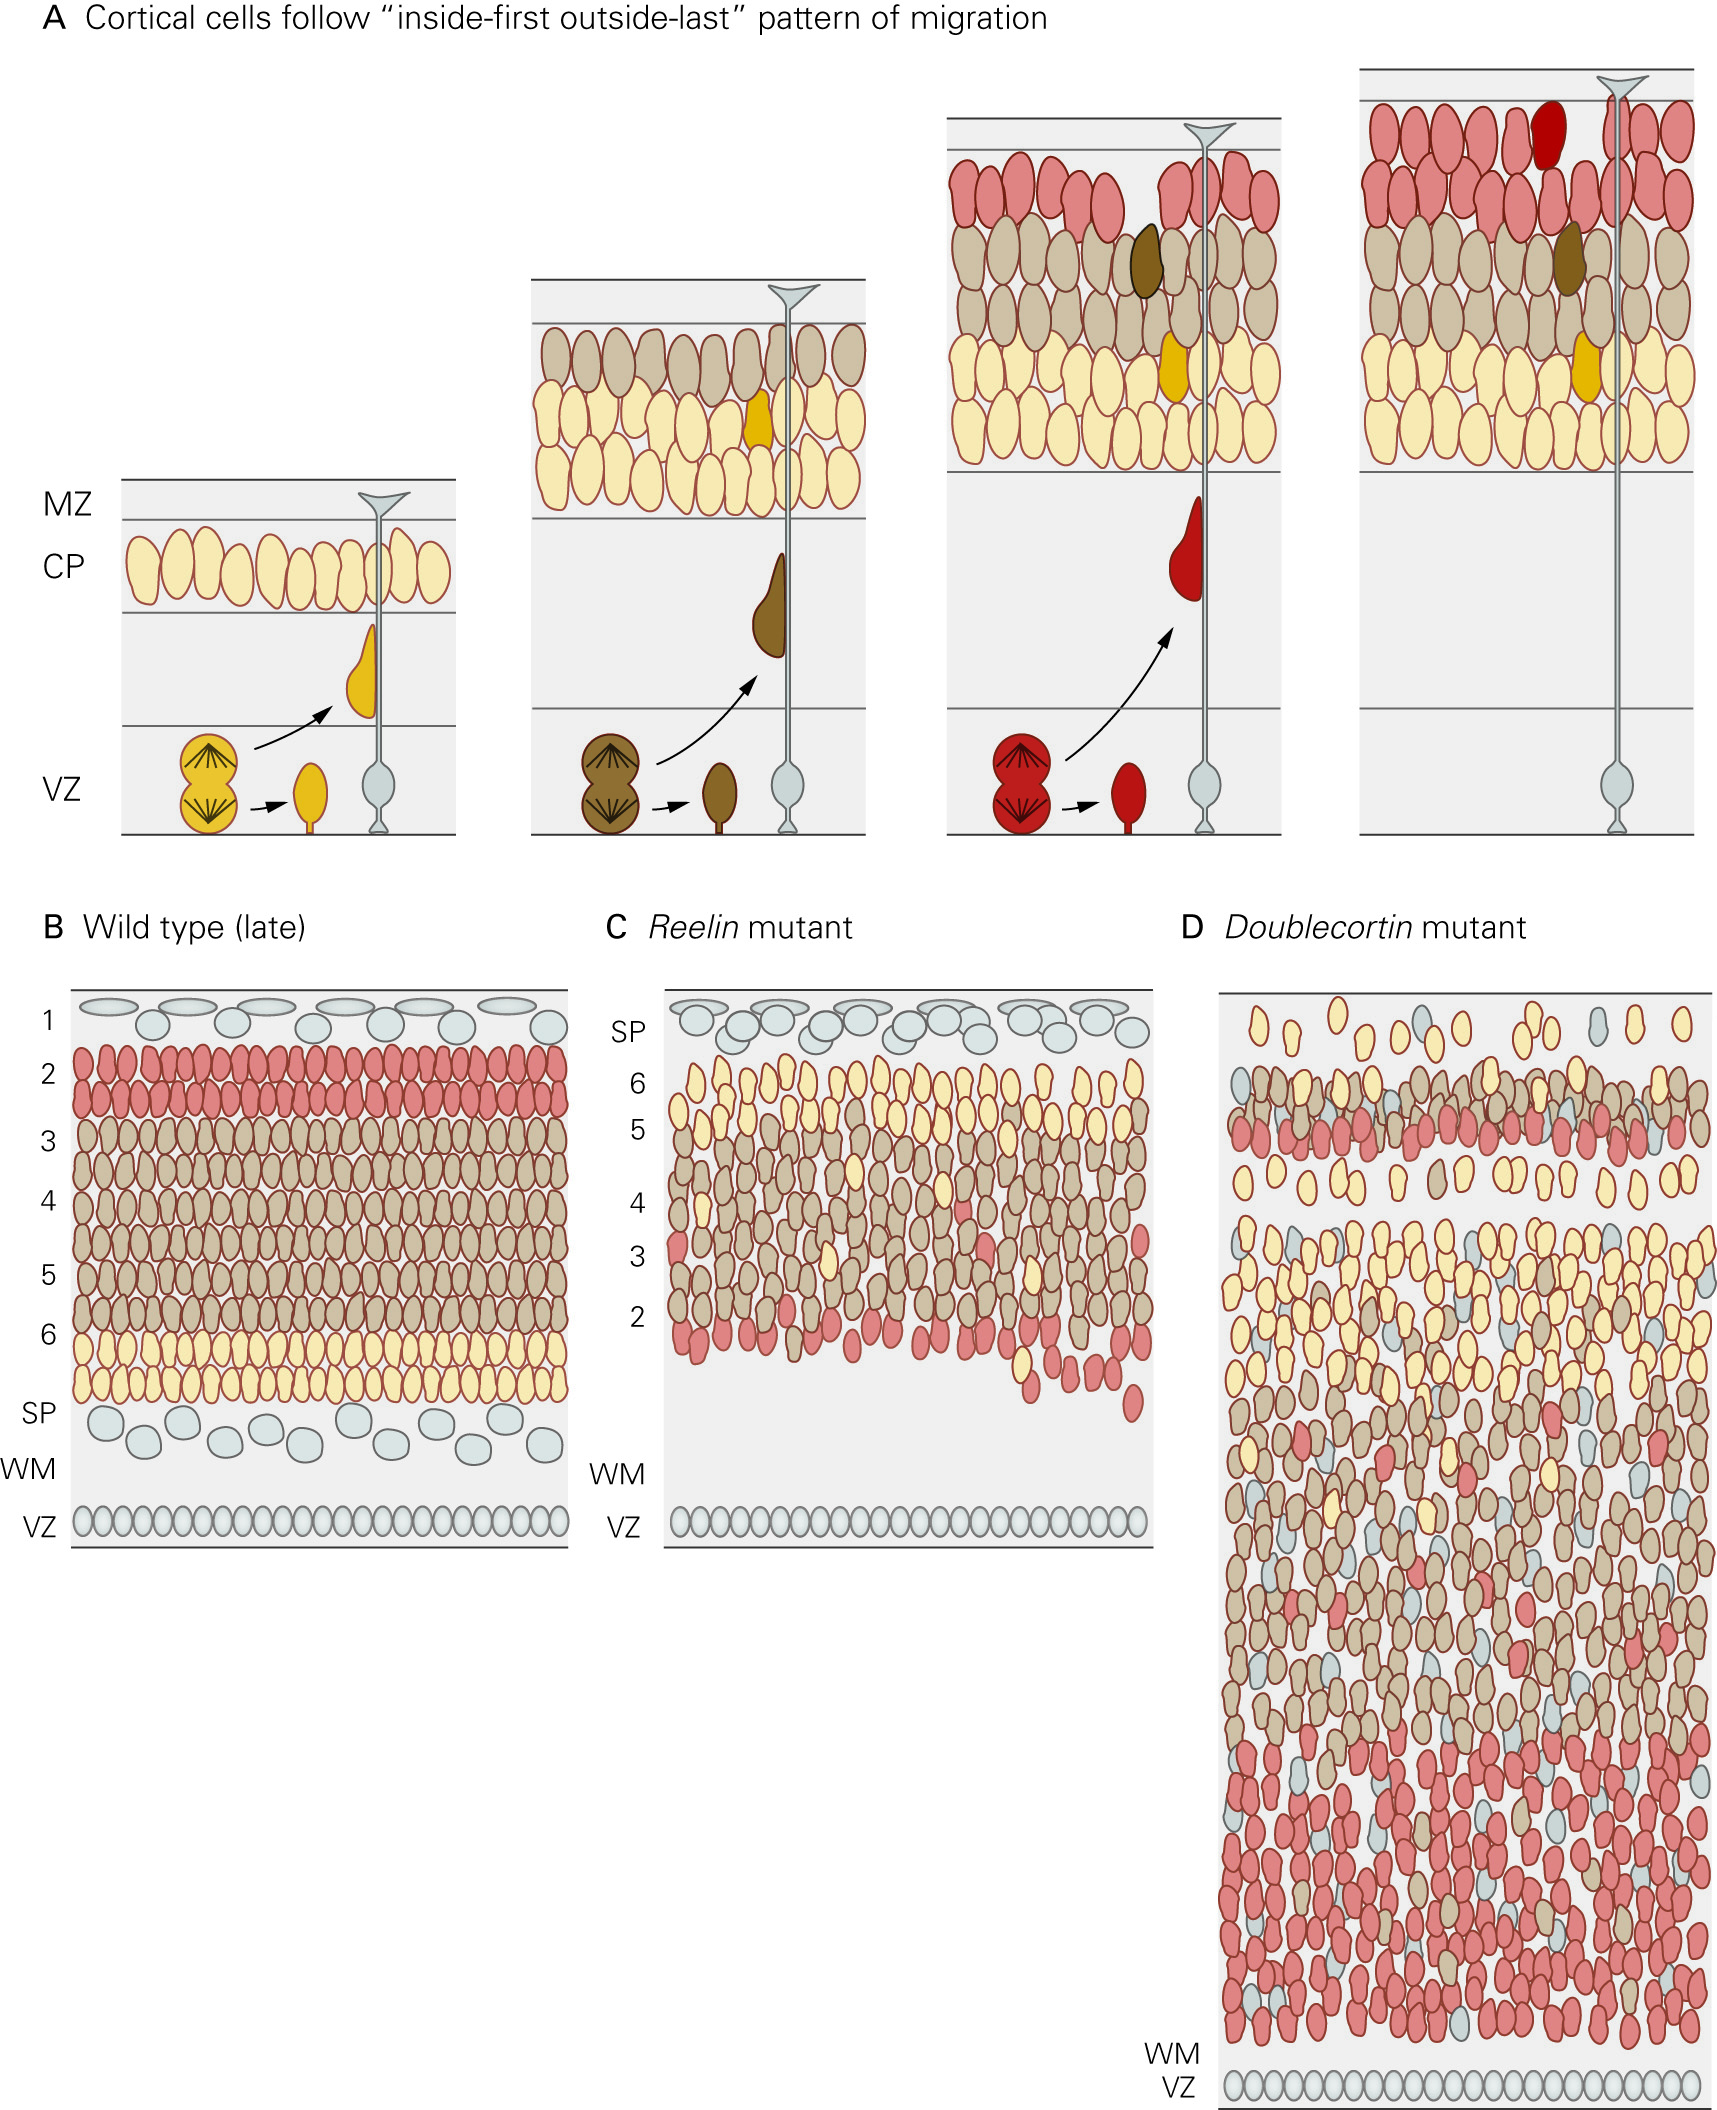 A Cortical cells follow “inside-first outside-last” pattern of migration
MZ
CP
VZ
B Wild type (late)
1
2
3
4
5
6
SP
WM
VZ
C Reelin mutant
SP
6
5
4
3
2
WM
VZ
D Doublecortin mutant
WM
VZ